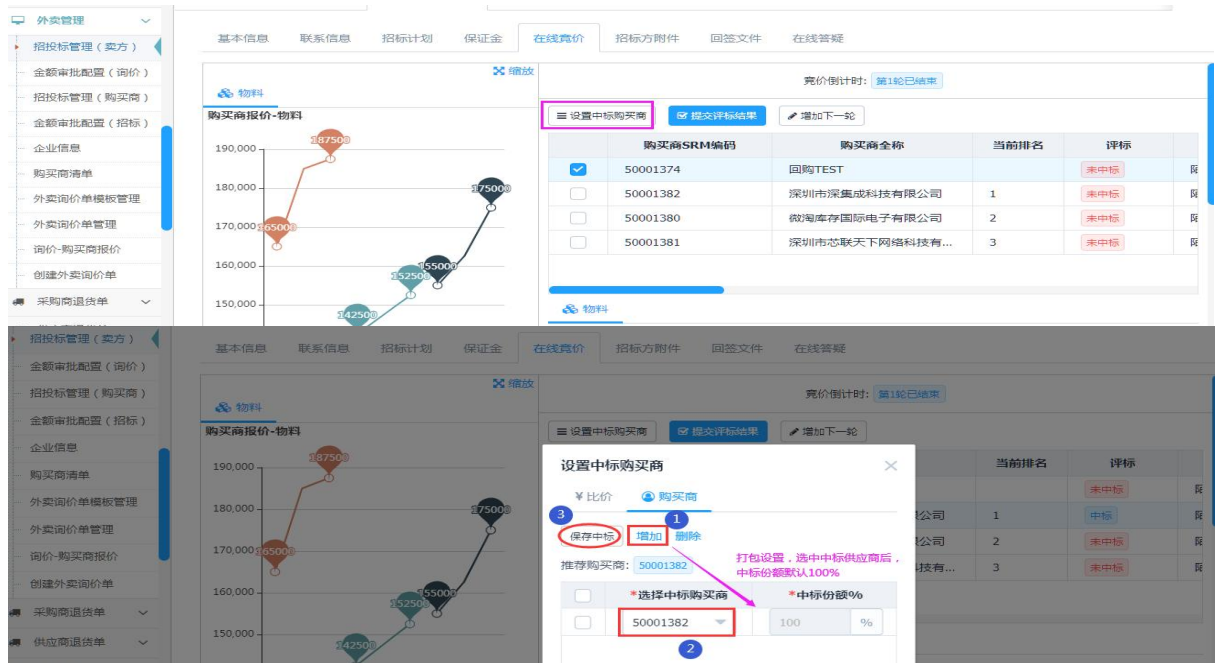 外卖管理
招投标管理（卖方）
金额审批配置（询价）
招投标管理（购买商）
金额审批配置（招标）
企业信息
购买商清单
外卖询价单模板管理
外卖询价单管理
询价-购买商报价
创建外卖询价单
采购商退货单
基本信息 联系信息 招标计划 保证金 在线竞价 招标方附件 回签文件 在线答疑
缩放
物料
购买商报价-物料
190,000
180,000
170,000
160,000
150,000
187500
175000
165000
155000
152500
142500
竞价倒计时: 第1轮已结束
设置中标购买商 提交评标结果 增加下一轮
购买商SRM编码 购买商全称 当前排名 评标
50001374 回购TEST 未中标
50001382 深圳市深集成科技有限公司 1 未中标
50001380 微淘库存国际电子有限公司 2 未中标
50001381 深圳市芯联天下网络科技有... 3 未中标
物料
招投标管理（卖方）
金额审批配置（询价）
招投标管理（购买商）
金额审批配置（招标）
企业信息
购买商清单
外卖询价单模板管理
外卖询价单管理
询价-购买商报价
创建外卖询价单
采购商退货单
供应商退货单
基本信息 联系信息 招标计划 保证金 在线竞价 招标方附件 回签文件 在线答疑
缩放
物料
购买商报价-物料
190,000
180,000
170,000
160,000
150,000
187500
175000
165000
155000
152500
142500
竞价倒计时: 第1轮已结束
设置中标购买商 提交评标结果 增加下一轮
当前排名 评标
未中标
限公司 1 中标
限公司 2 未中标
科技有... 3 未中标
设置中标购买商
¥比价 购买商
3 1
保存中标 增加 删除
推荐购买商: 50001382
打包设置，选中中标供应商后，
中标份额默认100%
*选择中标购买商 *中标份额%
50001382 100 %
2